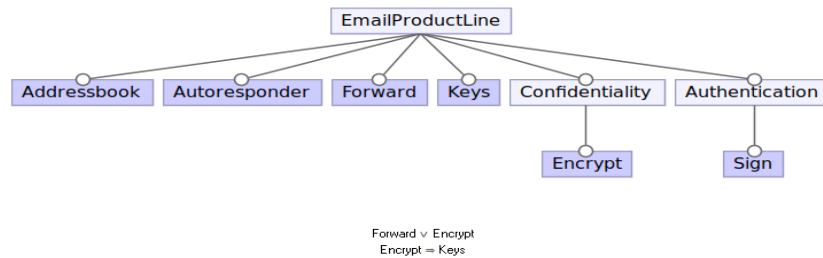 EmailProductLine
Addressbook Autoresponder Forward Keys Confidentiality Authentication
Encrypt Sign
Forward ∨ Encrypt
Encrypt ⇒ Keys